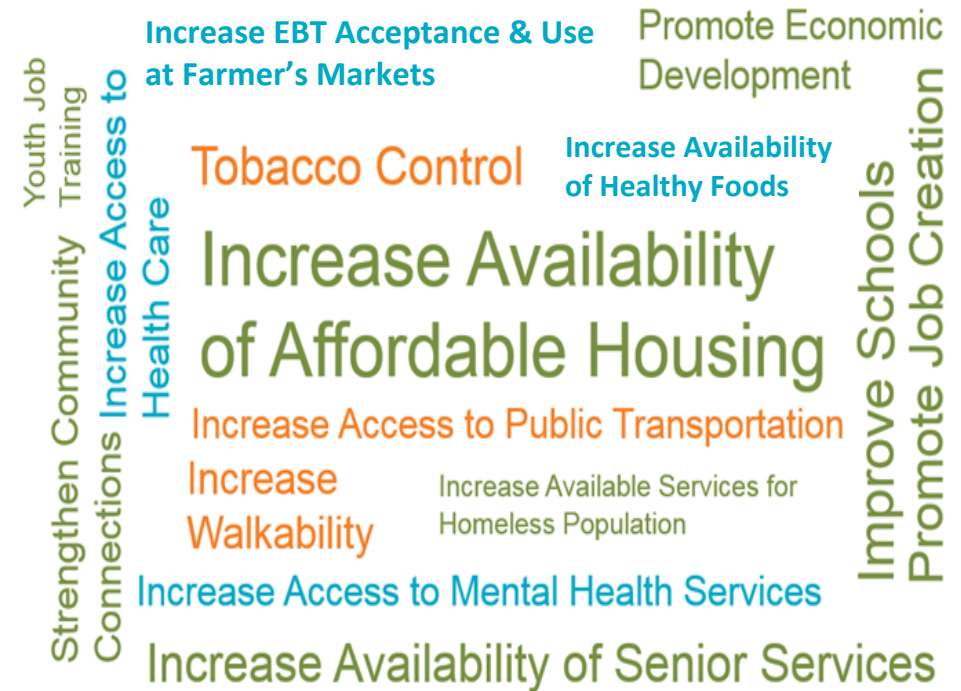 Increase EBT Acceptance & Use
at Farmer's Markets
Promote Economic
Development
Youth Job
Training
Increase Access to
Health Care
Tobacco Control
Increase Availability
of Healthy Foods
Increase Availability
of Affordable Housing
Improve Schools
Promote Job Creation
Strengthen Community
Connections
Increase Access to Public Transportation
Increase
Walkability
Increase Available Services for
Homeless Population
Increase Access to Mental Health Services
Increase Availability of Senior Services